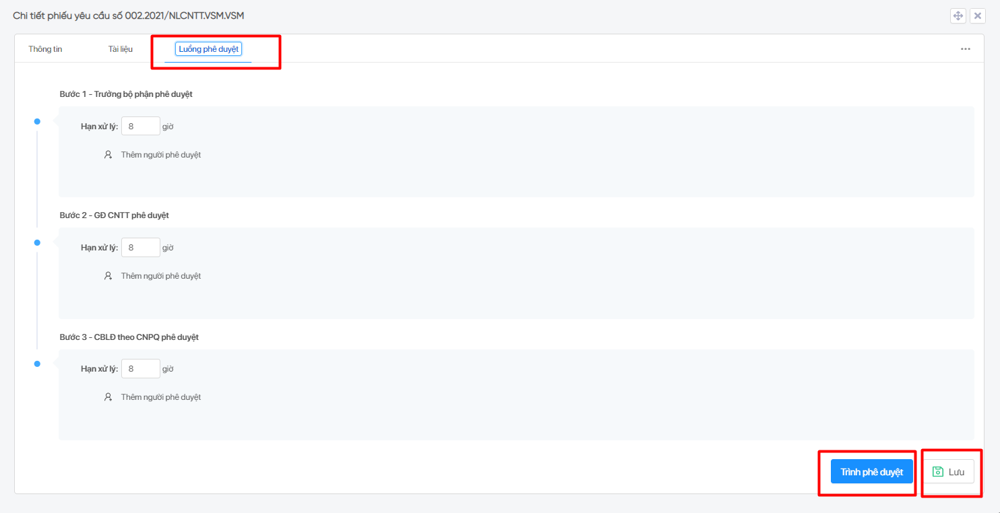 Chi tiết phiếu yêu cầu số 002.2021/NLCNTT.VSM.VSM
Thông tin Tài liệu Luồng phê duyệt
Bước 1 - Trưởng bộ phận phê duyệt
Hạn xử lý: 8 giờ
Thêm người phê duyệt
Bước 2 - GĐ CNTT phê duyệt
Hạn xử lý: 8 giờ
Thêm người phê duyệt
Bước 3 - CBLĐ theo CNPQ phê duyệt
Hạn xử lý: 8 giờ
Thêm người phê duyệt
Trình phê duyệt Lưu